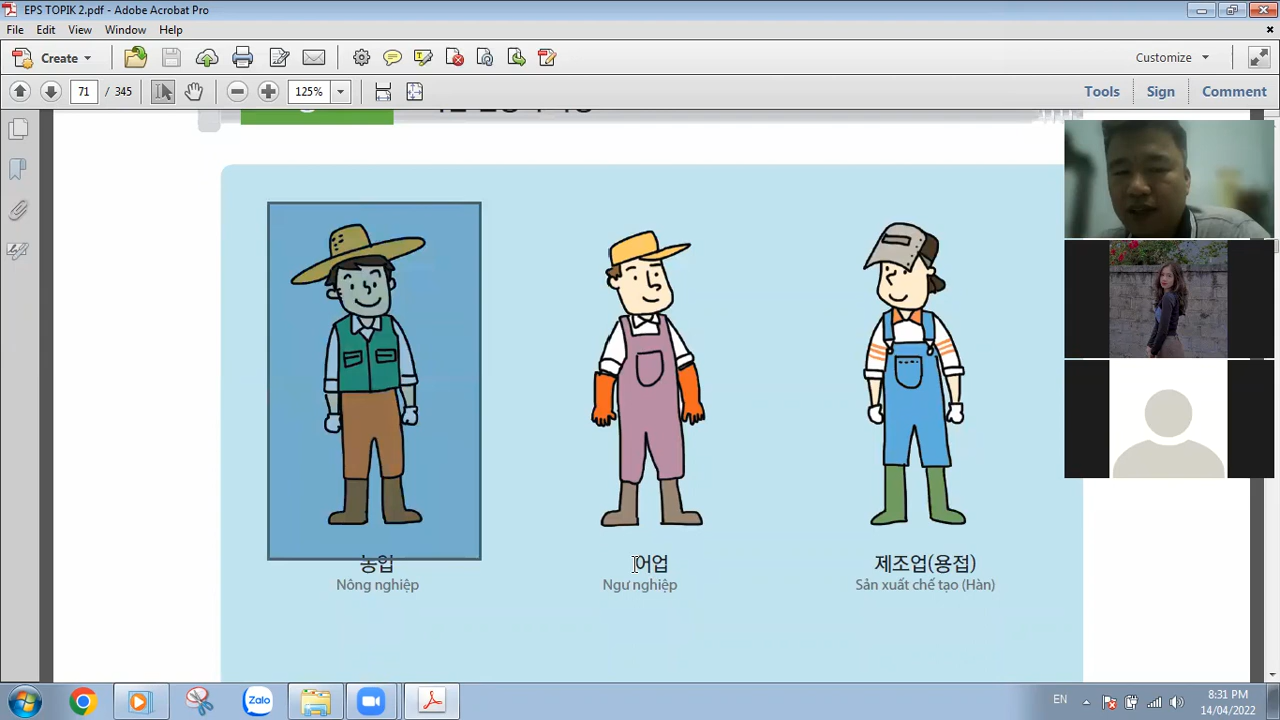 EPS TOPIK 2.pdf - Adobe Acrobat Pro
File Edit View Window Help
Create Customize
71 / 345 125% Tools Sign Comment
농업 어업 제조업(용접)
Nông nghiệp Ngư nghiệp Sản xuất chế tạo (Hàn)
Zalo EN 8:31 PM
14/04/2022